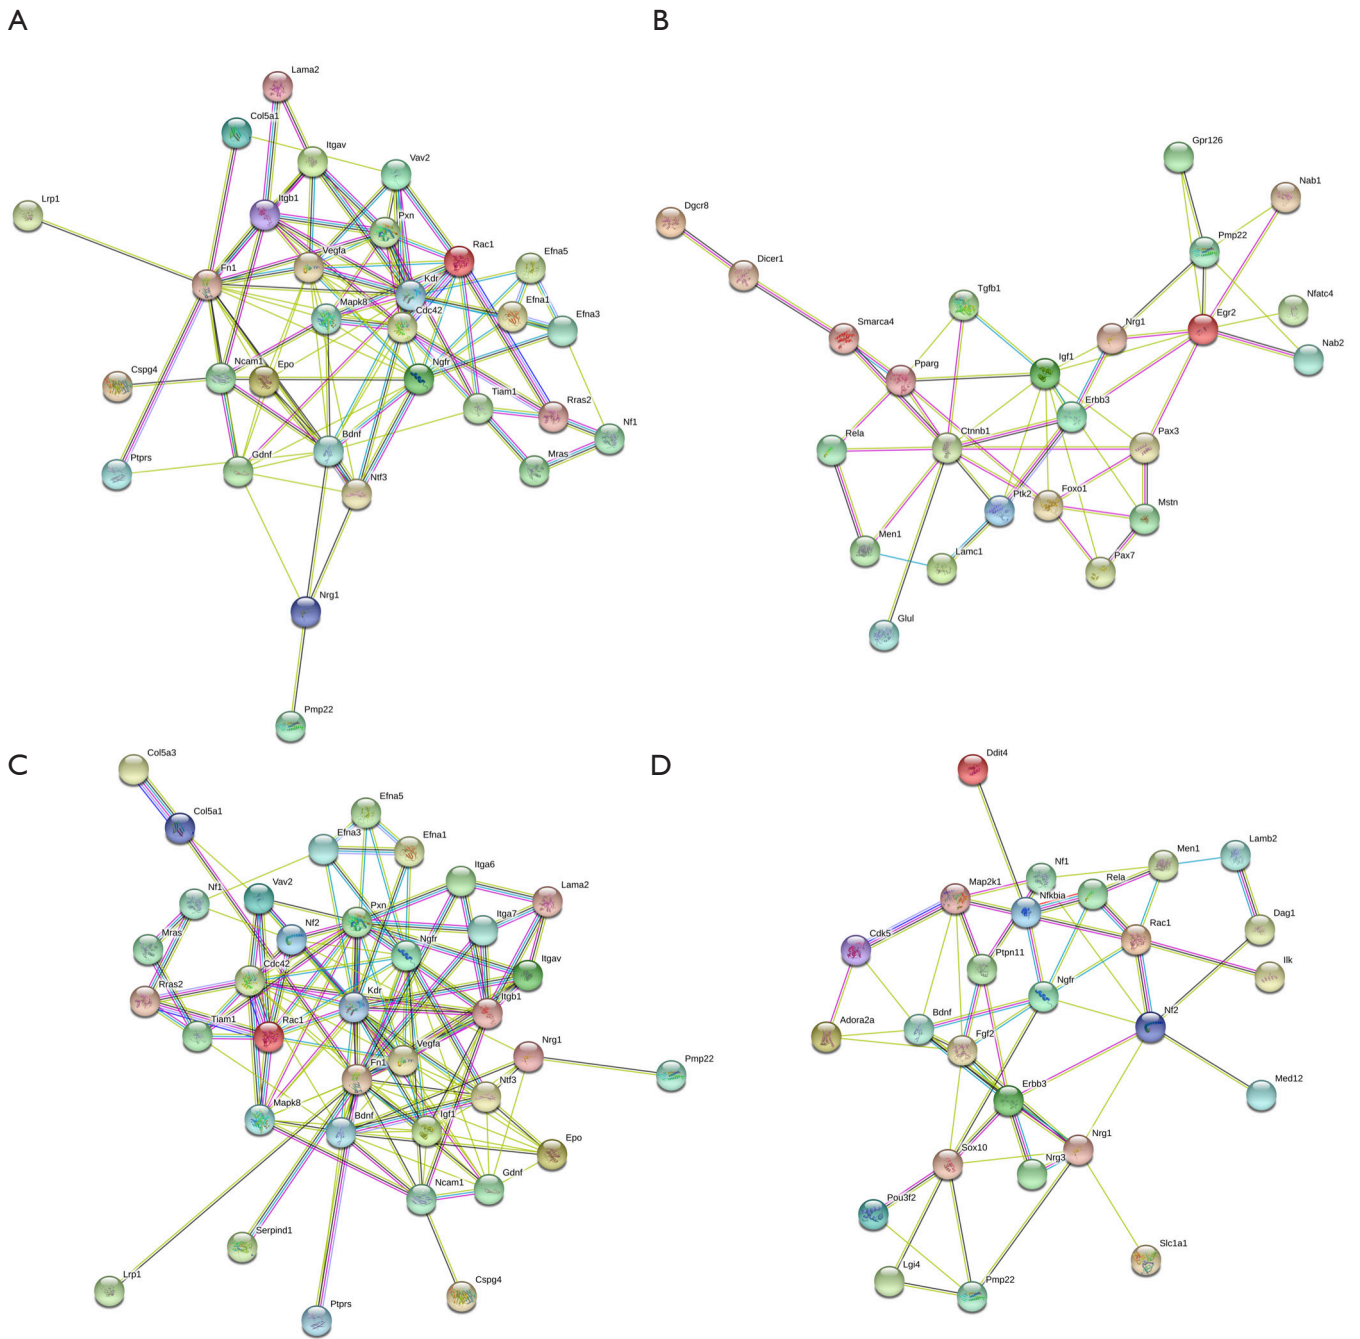 A
Lama2
Col5a1
Itgav
Vav2
Lrp1
Itgb1
Pxn
Rac1
Efna5
Vegfa
Fn1
Kdr
Mapk8
Cdc42
Efna1
Efna3
Ncam1
Epo
Ngfr
Cspg4
Tiam1
Rras2
Nf1
Bdnf
Mras
Ptprs
Gdnf
Ntf3
Nrg1
Pmp22
B
Gpr126
Nab1
Dgcr8
Pmp22
Dicer1
Tgfb1
Nfatc4
Smarca4
Nrg1
Egr2
Nab2
Igf1
Pparg
Erbb3
Rela
Ctnnb1
Pax3
Ptk2
Foxo1
Mstn
Men1
Lamc1
Pax7
Glul
C
Col5a3
Col5a1
Efna5
Efna3
Efna1
Itga6
Lama2
Nf1
Vav2
Pxn
Nf2
Itga7
Mras
Ngfr
Itgav
Cdc42
Rras2
Kdr
Itgb1
Tiam1
Rac1
Vegfa
Nrg1
Fn1
Pmp22
Ntf3
Mapk8
Bdnf
Igf1
Epo
Ncam1
Gdnf
Serpind1
Lrp1
Cspg4
Ptprs
D
Ddit4
Lamb2
Men1
Nf1
Map2k1
Rela
Nfkbia
Dag1
Rac1
Cdk5
Ptpn11
Ilk
Ngfr
Adora2a
Bdnf
Nf2
Fgf2
Erbb3
Med12
Nrg1
Sox10
Nrg3
Pou3f2
Slc1a1
Lgi4
Pmp22